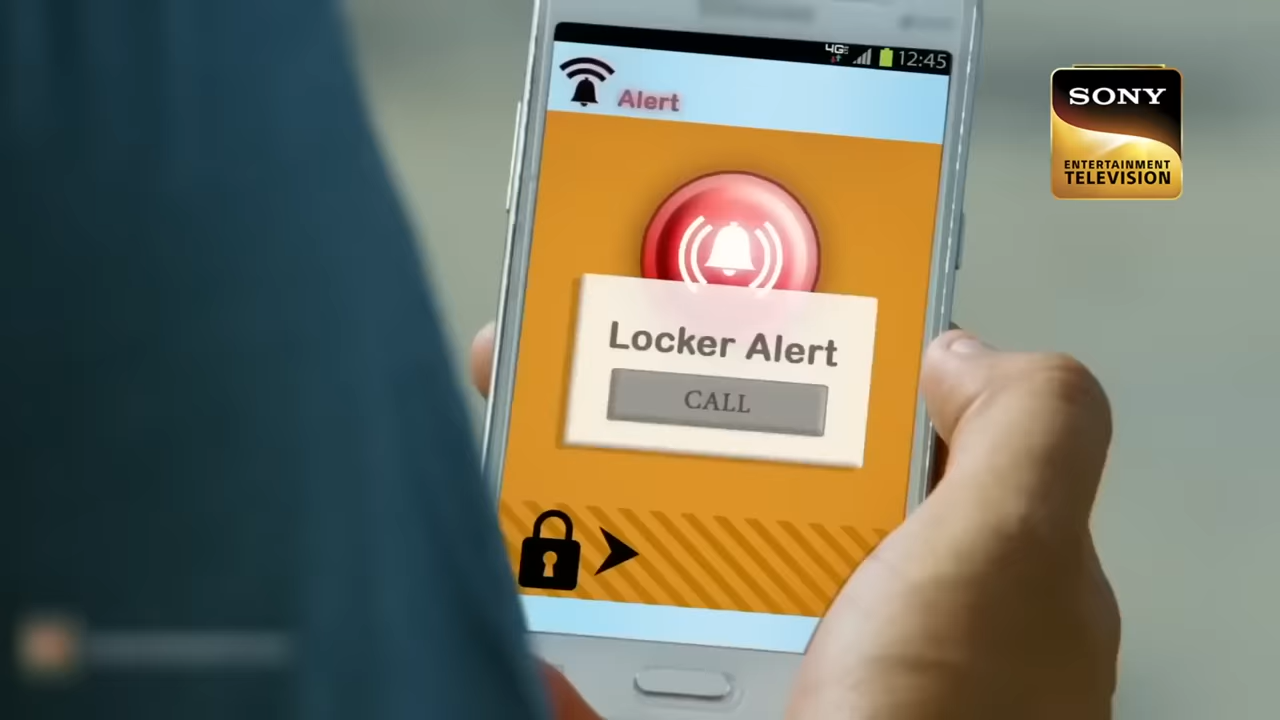 4G 12:45
Alert
Locker Alert
CALL
SONY
ENTERTAINMENT
TELEVISION